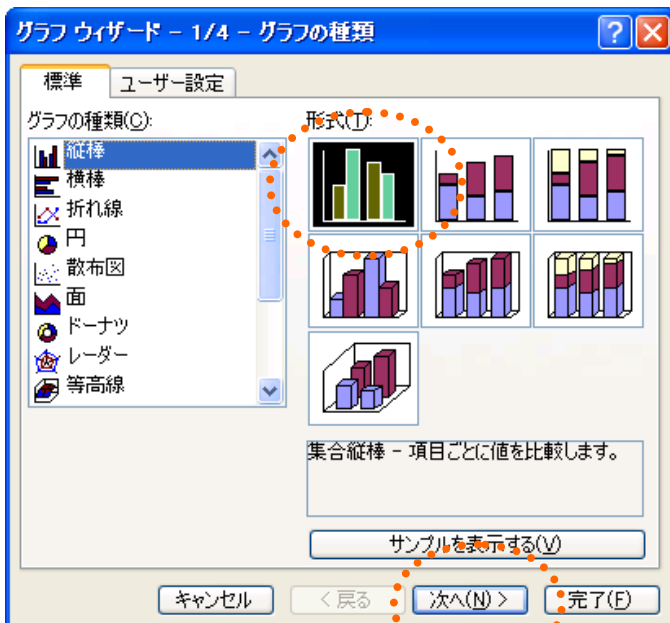 グラフ ウィザード - 1/4 - グラフの種類
標準 ユーザー設定
グラフの種類(C):
縦棒
横棒
折れ線
円
散布図
面
ドーナツ
レーダー
等高線
形式(T):
集合縦棒 - 項目ごとに値を比較します。
サンプルを表示する(V)
キャンセル
< 戻る
次へ(N) >
完了(F)